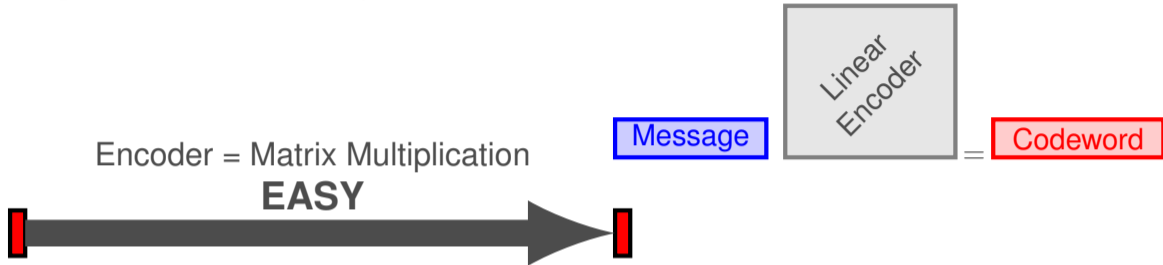 Encoder = Matrix Multiplication
EASY
Message
Linear
Encoder
=
Codeword